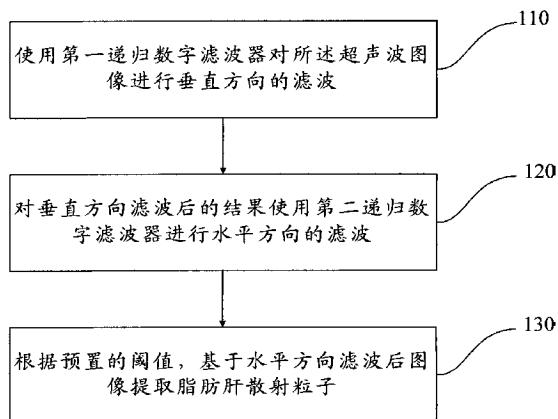 110
使用第一递归数字滤波器对所述超声波图
像进行垂直方向的滤波
120
对垂直方向滤波后的结果使用第二递归数
字滤波器进行水平方向的滤波
130
根据预置的阈值，基于水平方向滤波后图
像提取脂肪肝散射粒子